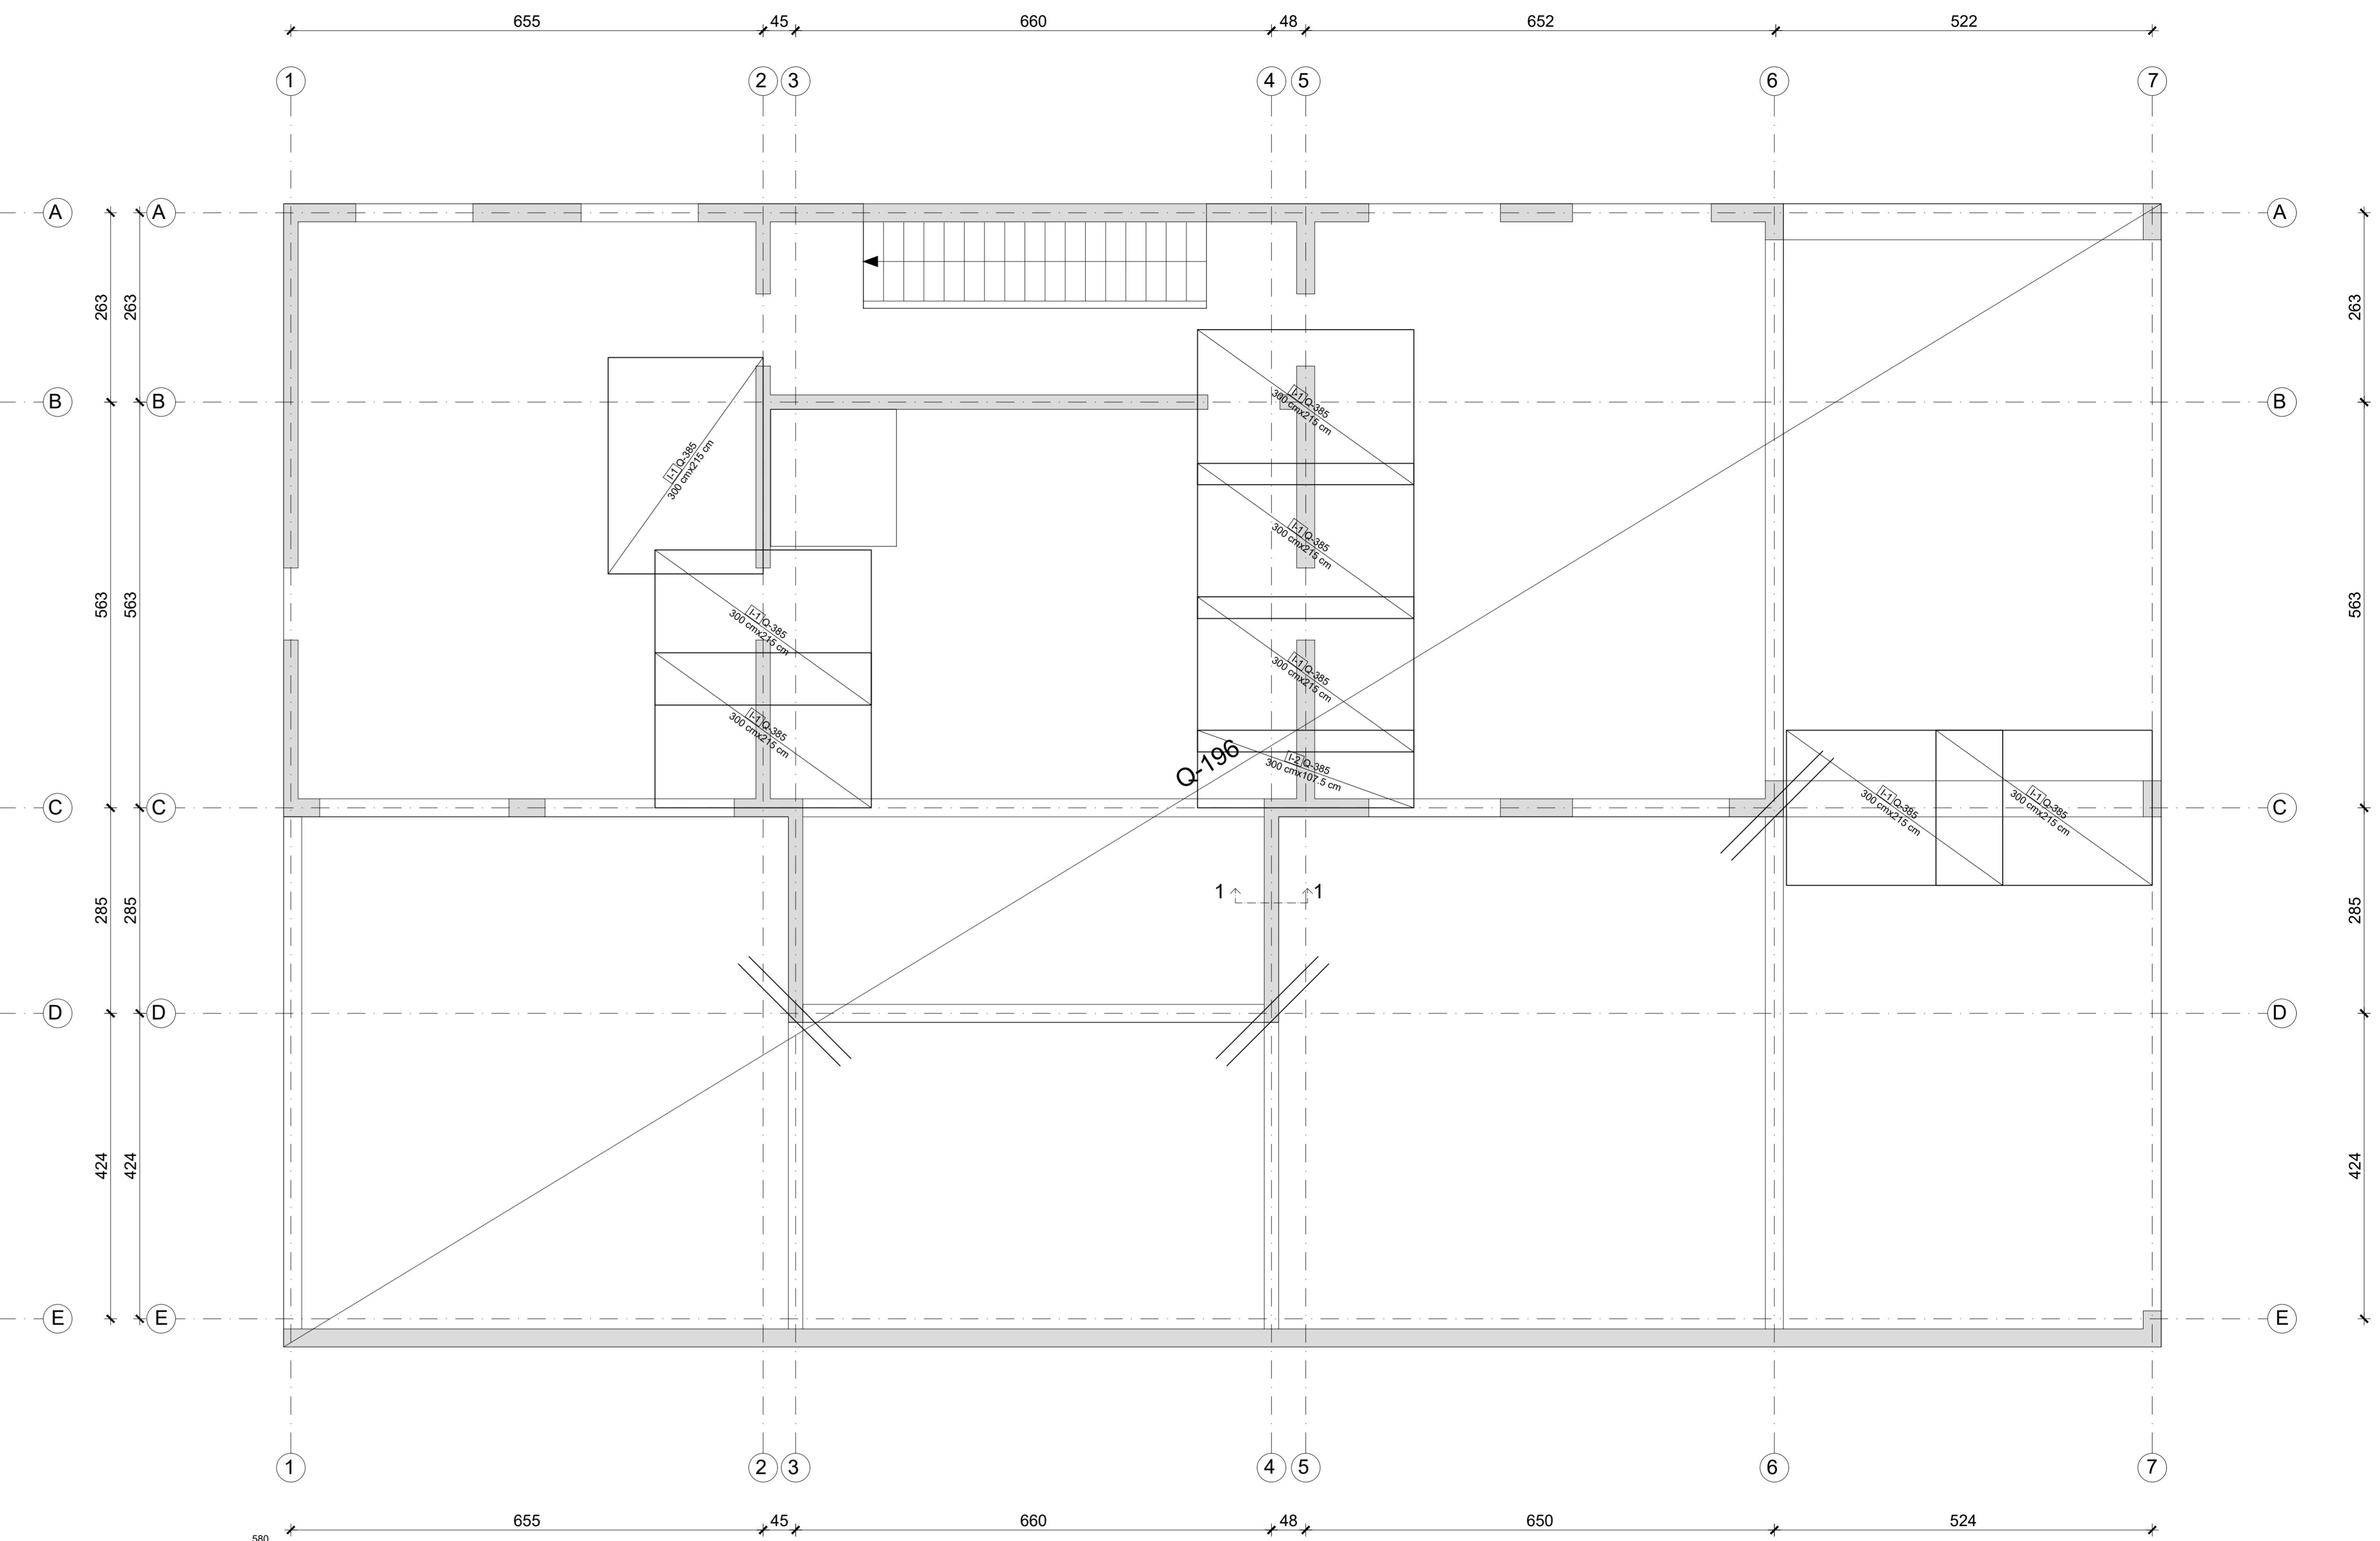 655 45 660 48 652 522
1 2 3 4 5 6 7
A A A
263 263 263
B B B
I-1 Q-385
300 cmx215 cm
I-1 Q-385
300 cmx215 cm
I-1 Q-385
300 cmx215 cm
563 563 563
I-1 Q-385
300 cmx215 cm
I-1 Q-385
300 cmx215 cm
I-1 Q-385
300 cmx215 cm
Q-196
I-2 Q-385
300 cmx107.5 cm
I-1 Q-385
300 cmx215 cm
I-1 Q-385
300 cmx215 cm
C C C
1 1
285 285 285
D D D
424 424 424
E E E
1 2 3 4 5 6 7
655 45 660 48 650 524
580